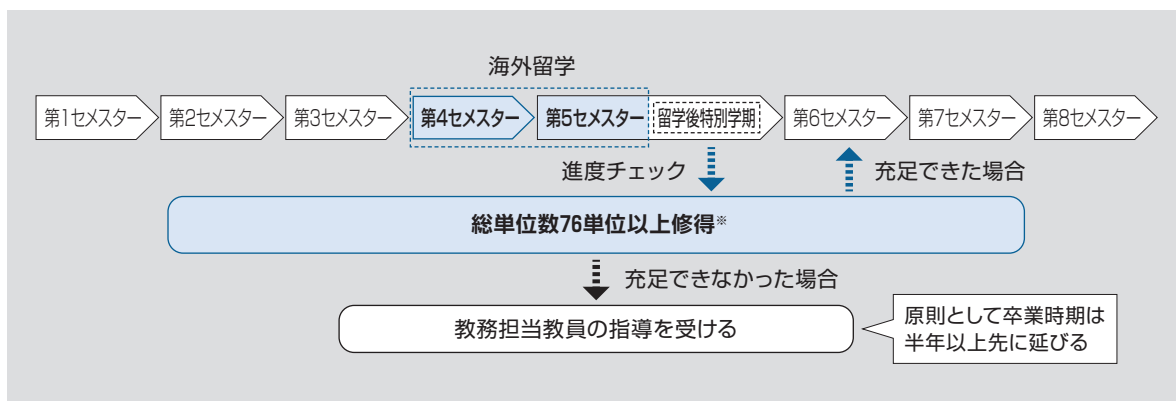 海外留学
第1セメスター 第2セメスター 第3セメスター 第4セメスター 第5セメスター 留学後特別学期 第6セメスター 第7セメスター 第8セメスター
進度チェック 充足できた場合
総単位数76単位以上修得※
充足できなかった場合
教務担当教員の指導を受ける
原則として卒業時期は
半年以上先に延びる